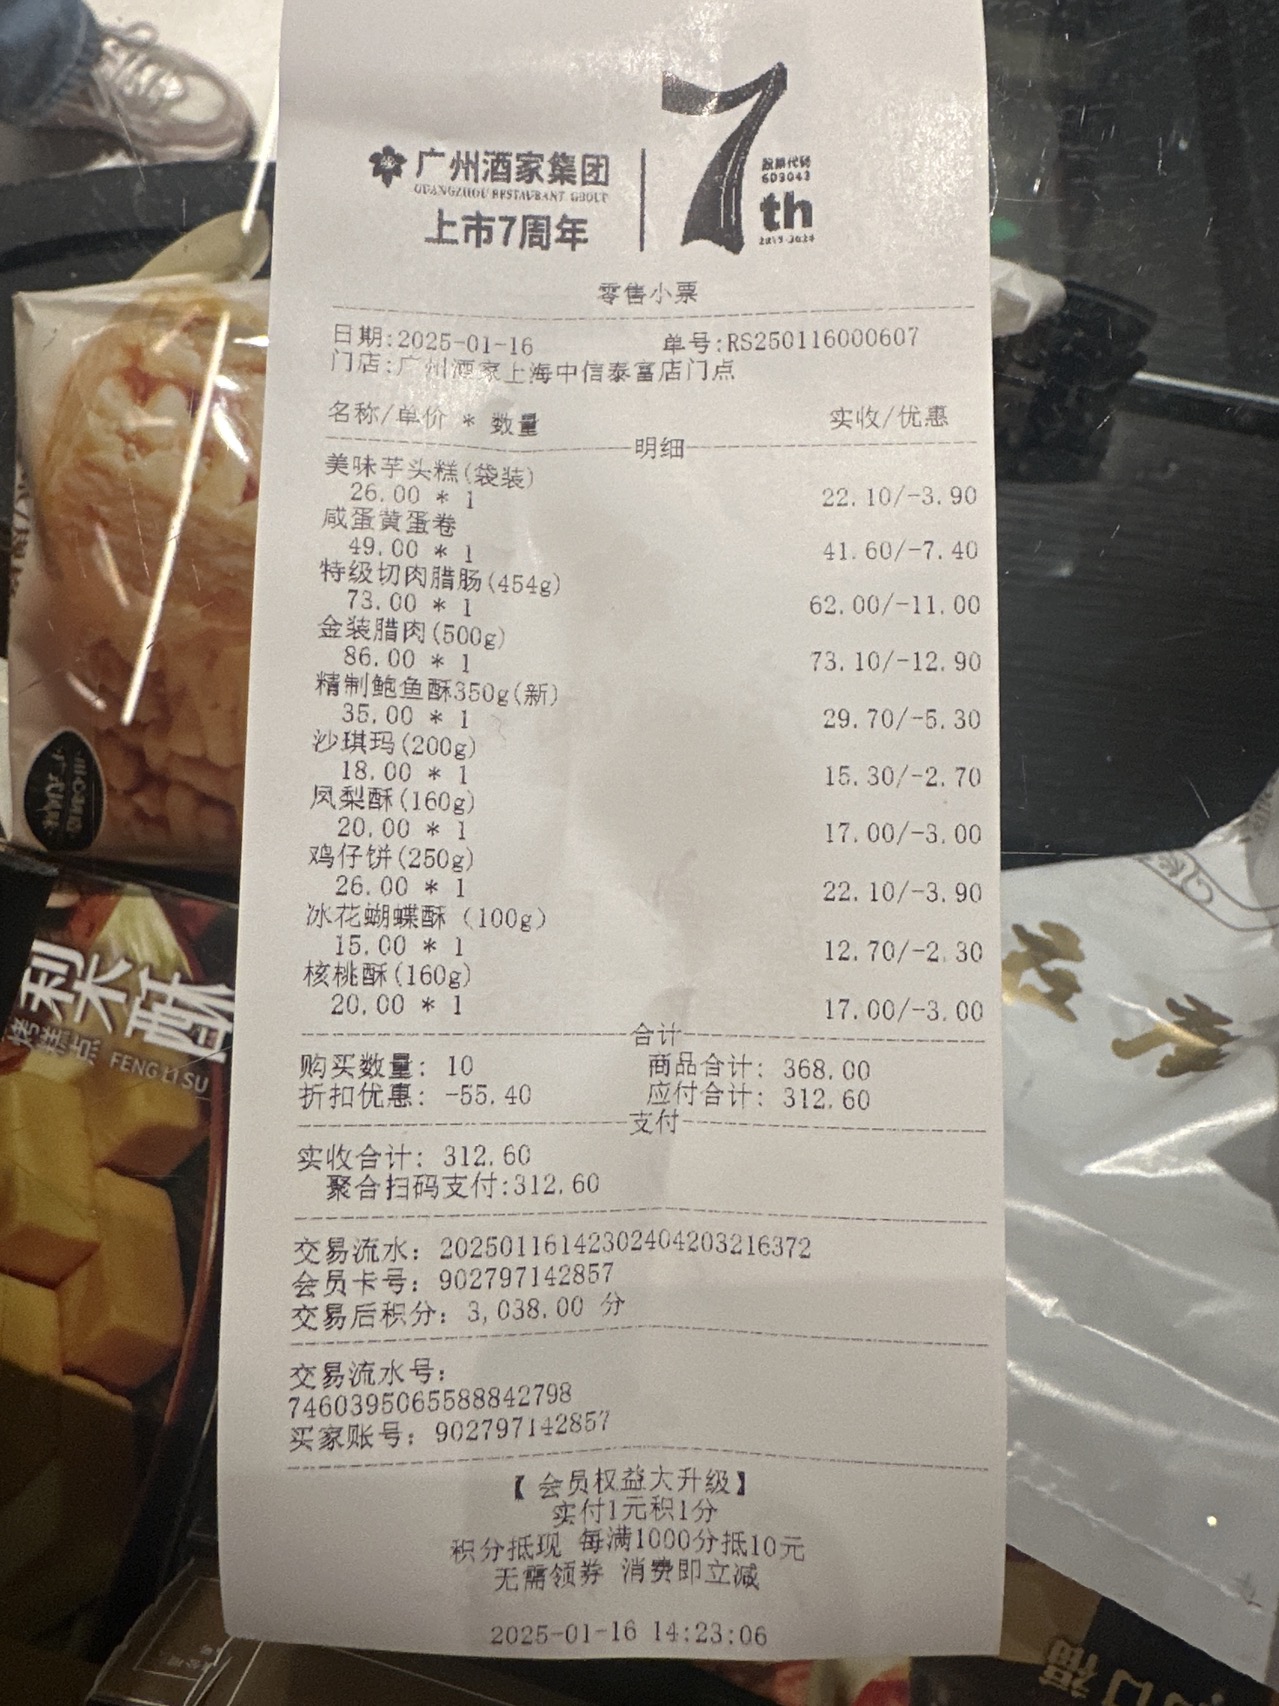 广州酒家集团
GUANGZHOU RESTAURANT GROUP
上市7周年
7th
股票代码
603043
2017-2024
零售小票
日期:2025-01-16 单号:RS250116000607
门店:广州酒家上海中信泰富店门点
名称/单价 * 数量 实收/优惠
明细
美味芋头糕(袋装)
26.00 * 1 22.10/-3.90
咸蛋黄蛋卷
49.00 * 1 41.60/-7.40
特级切肉腊肠(454g)
73.00 * 1 62.00/-11.00
金装腊肉(500g)
86.00 * 1 73.10/-12.90
精制鲍鱼酥350g(新)
35.00 * 1 29.70/-5.30
沙琪玛(200g)
18.00 * 1 15.30/-2.70
凤梨酥(160g)
20.00 * 1 17.00/-3.00
鸡仔饼(250g)
26.00 * 1 22.10/-3.90
冰花蝴蝶酥 (100g)
15.00 * 1 12.70/-2.30
核桃酥(160g)
20.00 * 1 17.00/-3.00
合计
购买数量: 10 商品合计: 368.00
折扣优惠: -55.40 应付合计: 312.60
支付
实收合计: 312.60
聚合扫码支付:312.60
交易流水: 20250116142302404203216372
会员卡号: 902797142857
交易后积分: 3,038.00 分
交易流水号:
7460395065588842798
买家账号: 902797142857
【 会员权益大升级】
实付1元积1分
积分抵现 每满1000分抵10元
无需领券 消费即立减
2025-01-16 14:23:06
烤糕点 FENG LI SU
口福